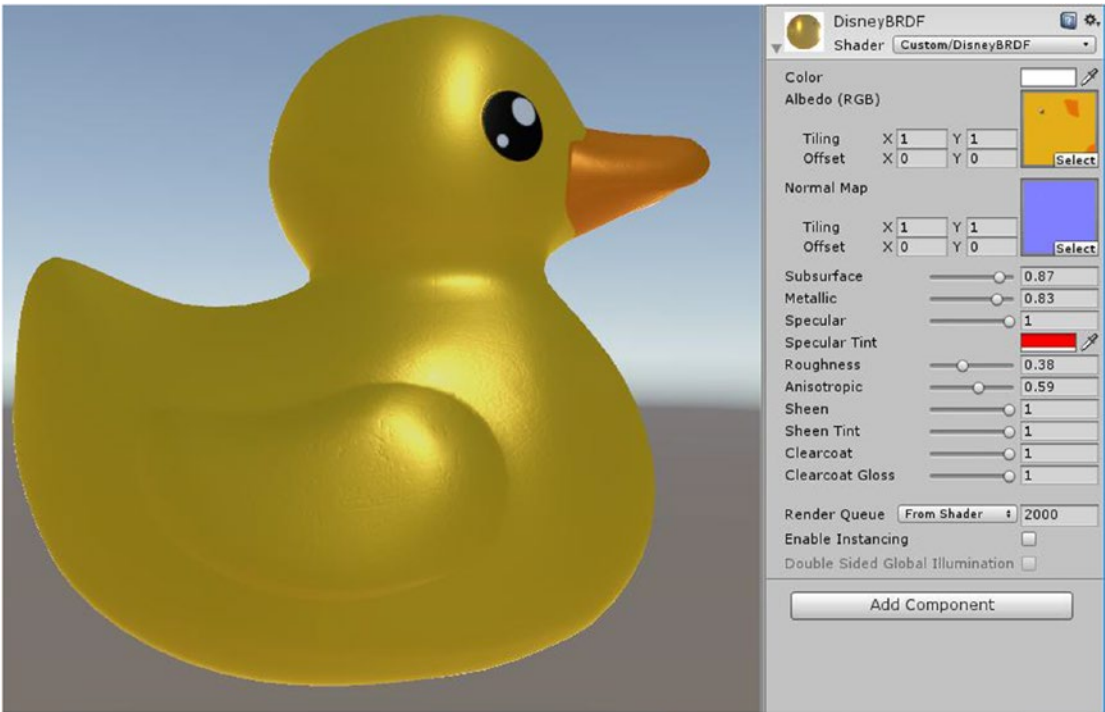 DisneyBRDF
Shader Custom/DisneyBRDF
Color
Albedo (RGB)
Tiling X 1 Y 1
Offset X 0 Y 0
Select
Normal Map
Tiling X 1 Y 1
Offset X 0 Y 0
Select
Subsurface 0.87
Metallic 0.83
Specular 1
Specular Tint
Roughness 0.38
Anisotropic 0.59
Sheen 1
Sheen Tint 1
Clearcoat 1
Clearcoat Gloss 1
Render Queue From Shader 2000
Enable Instancing
Double Sided Global Illumination
Add Component